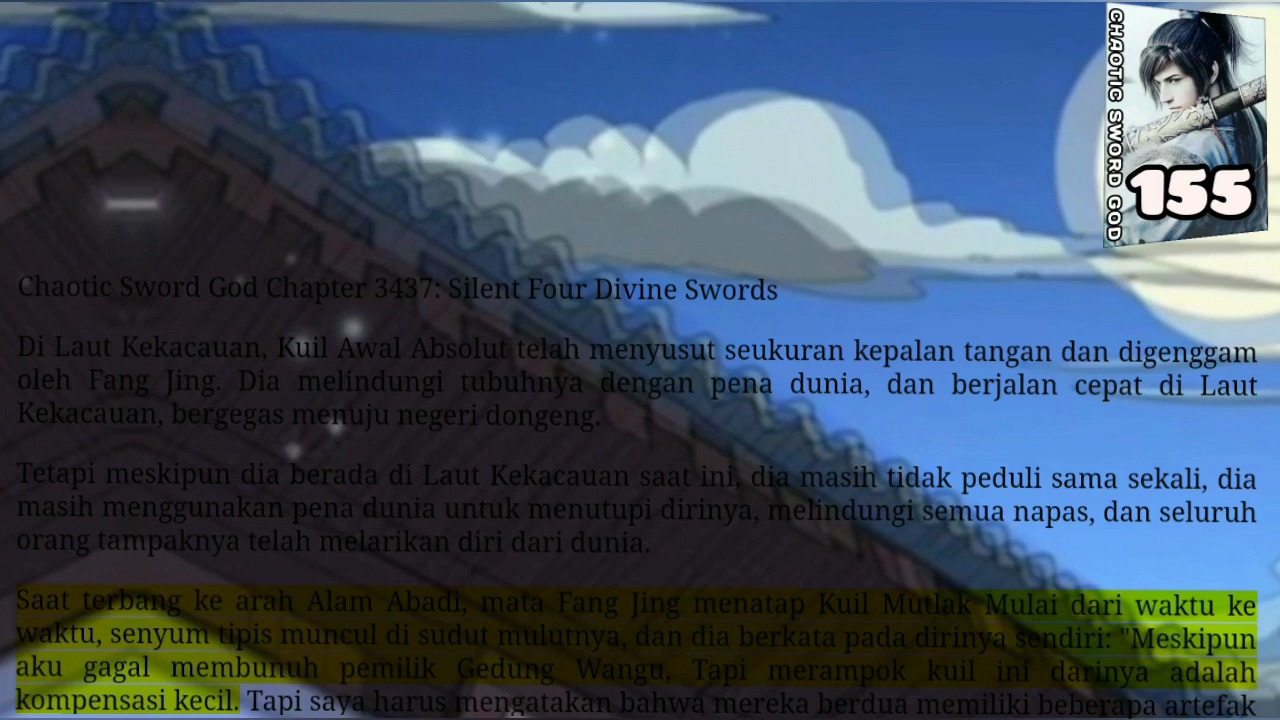 CHAOTIC SWORD GOD
155
Chaotic Sword God Chapter 3437: Silent Four Divine Swords
Di Laut Kekacauan, Kuil Awal Absolut telah menyusut seukuran kepalan tangan dan digenggam
oleh Fang Jing. Dia melindungi tubuhnya dengan pena dunia, dan berjalan cepat di Laut
Kekacauan, bergegas menuju negeri dongeng.
Tetapi meskipun dia berada di Laut Kekacauan saat ini, dia masih tidak peduli sama sekali, dia
masih menggunakan pena dunia untuk menutupi dirinya, melindungi semua napas, dan seluruh
orang tampaknya telah melarikan diri dari dunia.
Saat terbang ke arah Alam Abadi, mata Fang Jing menatap Kuil Mutlak Mulai dari waktu ke
waktu, senyum tipis muncul di sudut mulutnya, dan dia berkata pada dirinya sendiri: "Meskipun
aku gagal membunuh pemilik Gedung Wangu, Tapi merampok kuil ini darinya adalah
kompensasi kecil. Tapi saya harus mengatakan bahwa mereka berdua memiliki beberapa artefak